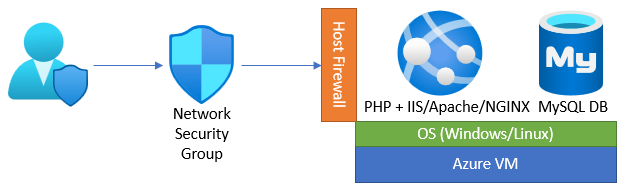 Network
Security
Group
Host Firewall
PHP + IIS/Apache/NGINX
My
MySQL DB
OS (Windows/Linux)
Azure VM